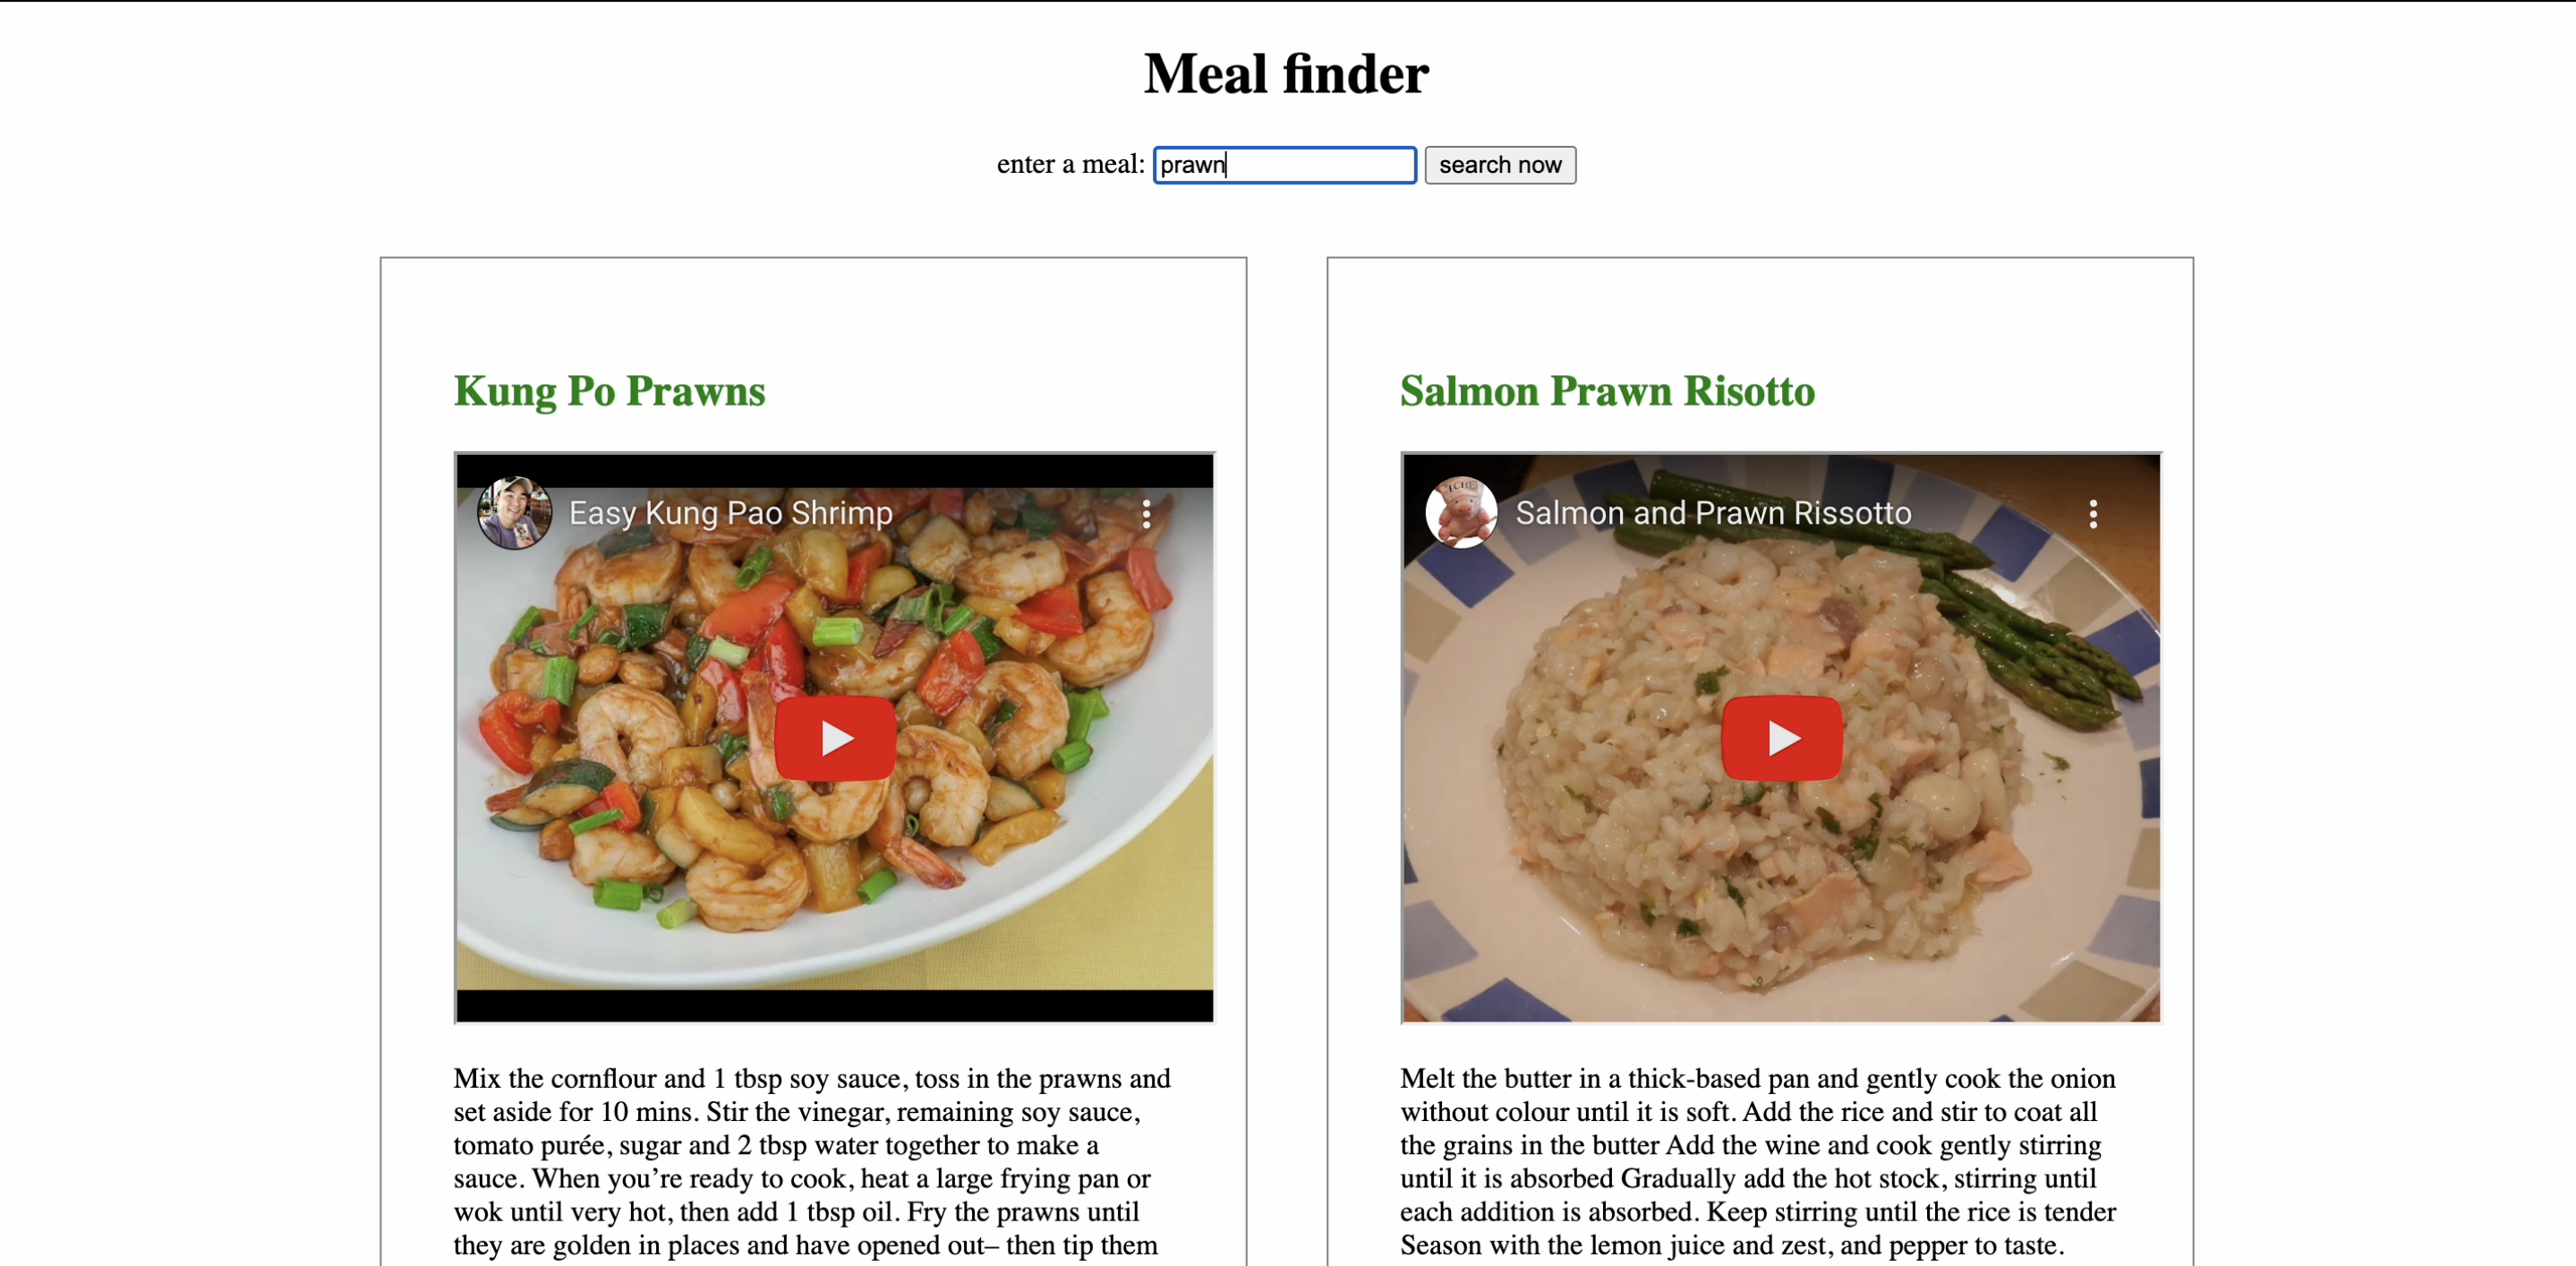 Meal finder
enter a meal: prawn search now
Kung Po Prawns
Easy Kung Pao Shrimp
Mix the cornflour and 1 tbsp soy sauce, toss in the prawns and
set aside for 10 mins. Stir the vinegar, remaining soy sauce,
tomato purée, sugar and 2 tbsp water together to make a
sauce. When you’re ready to cook, heat a large frying pan or
wok until very hot, then add 1 tbsp oil. Fry the prawns until
they are golden in places and have opened out– then tip them
Salmon Prawn Risotto
Salmon and Prawn Rissotto
Melt the butter in a thick-based pan and gently cook the onion
without colour until it is soft. Add the rice and stir to coat all
the grains in the butter Add the wine and cook gently stirring
until it is absorbed Gradually add the hot stock, stirring until
each addition is absorbed. Keep stirring until the rice is tender
Season with the lemon juice and zest, and pepper to taste.